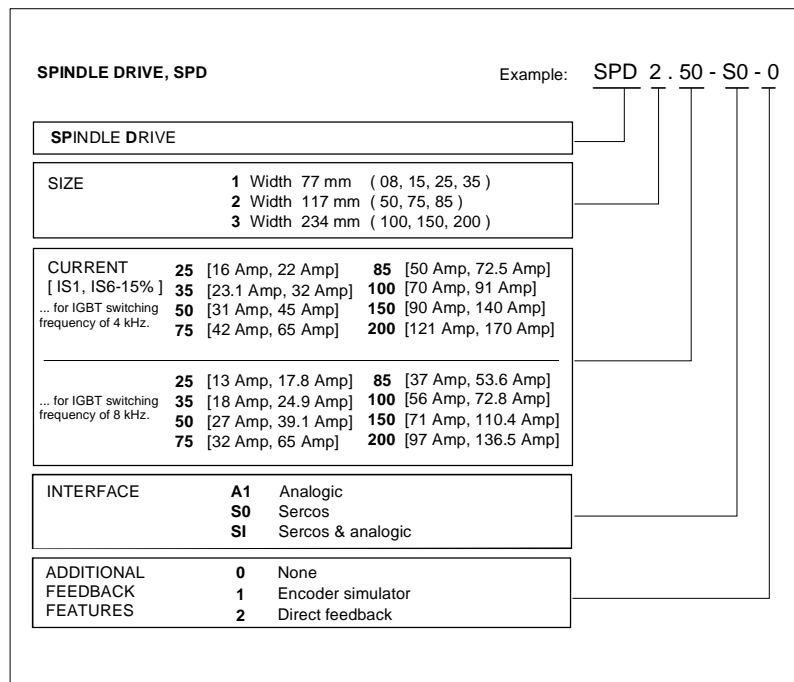 SPINDLE DRIVE, SPD Example: SPD 2 . 50 - S0 - 0
SPINDLE DRIVE
SIZE 1 Width 77 mm ( 08, 15, 25, 35 )
2 Width 117 mm ( 50, 75, 85 )
3 Width 234 mm ( 100, 150, 200 )
CURRENT 25 [16 Amp, 22 Amp] 85 [50 Amp, 72.5 Amp]
[ IS1, IS6-15% ] 35 [23.1 Amp, 32 Amp] 100 [70 Amp, 91 Amp]
... for IGBT switching 50 [31 Amp, 45 Amp] 150 [90 Amp, 140 Amp]
frequency of 4 kHz. 75 [42 Amp, 65 Amp] 200 [121 Amp, 170 Amp]
25 [13 Amp, 17.8 Amp] 85 [37 Amp, 53.6 Amp]
... for IGBT switching 35 [18 Amp, 24.9 Amp] 100 [56 Amp, 72.8 Amp]
frequency of 8 kHz. 50 [27 Amp, 39.1 Amp] 150 [71 Amp, 110.4 Amp]
75 [32 Amp, 65 Amp] 200 [97 Amp, 136.5 Amp]
INTERFACE A1 Analogic
S0 Sercos
SI Sercos & analogic
ADDITIONAL 0 None
FEEDBACK 1 Encoder simulator
FEATURES 2 Direct feedback